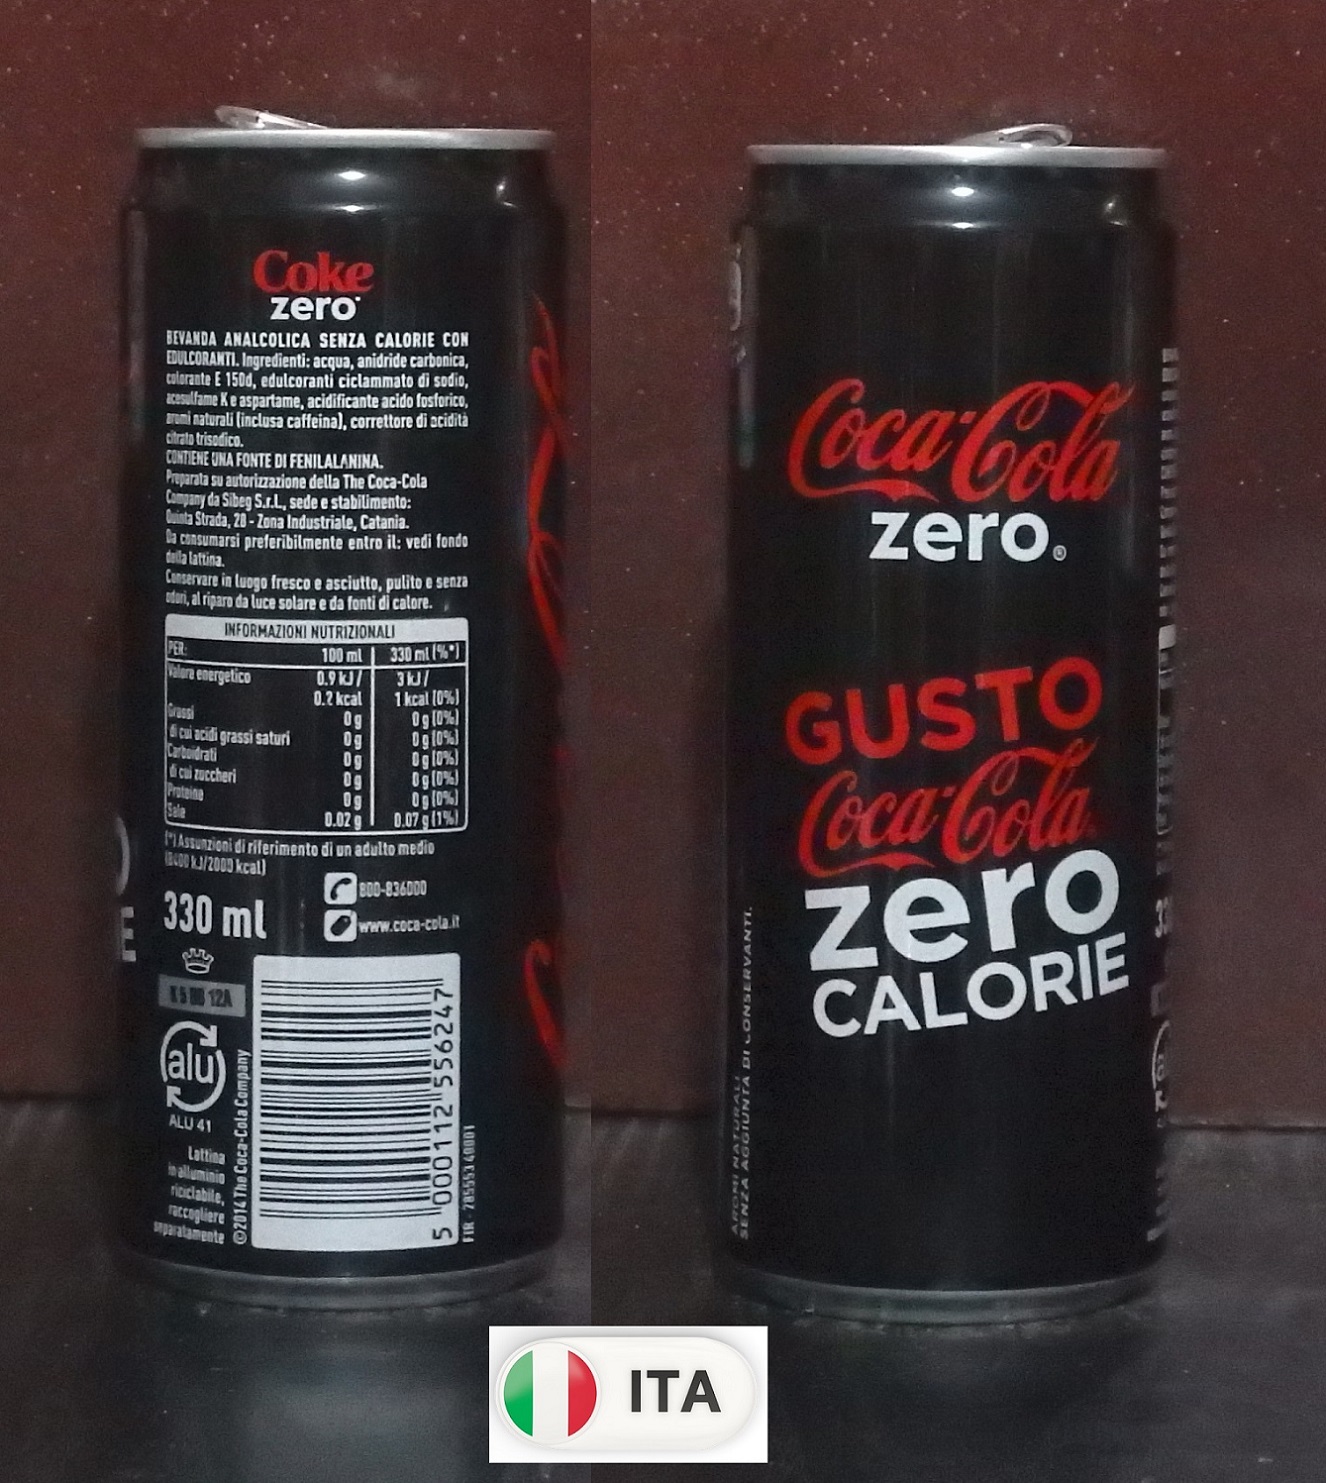 Coke
zero
BEVANDA ANALCOLICA SENZA CALORIE CON
EDULCORANTI. Ingredienti: acqua, anidride carbonica,
colorante E 150d, edulcoranti ciclammato di sodio,
acesulfame K e aspartame, acidificante acido fosforico,
aromi naturali (inclusa caffeina), correttore di acidità
citrato trisodico.
CONTIENE UNA FONTE DI FENILALANINA.
Preparata su autorizzazione della The Coca-Cola
Company da Sibeg S.r.l., sede e stabilimento:
Quinta Strada, 28 - Zona Industriale, Catania.
Da consumarsi preferibilmente entro il: vedi fondo
della lattina.
Conservare in luogo fresco e asciutto, pulito e senza
odori, al riparo da luce solare e da fonti di calore.
INFORMAZIONI NUTRIZIONALI
PER: 100 ml 330 ml (%*)
Valore energetico 0.9 kJ / 3 kJ /
0.2 kcal 1 kcal (0%)
Grassi 0 g 0 g (0%)
di cui acidi grassi saturi 0 g 0 g (0%)
Carboidrati 0 g 0 g (0%)
di cui zuccheri 0 g 0 g (0%)
Proteine 0 g 0 g (0%)
Sale 0.02 g 0.07 g (1%)
(*) Assunzioni di riferimento di un adulto medio
(8400 kJ/2000 kcal)
800-836000
330 ml
www.coca-cola.it
12A
alu
ALU 41
Lattina
in alluminio
riciclabile,
raccogliere
separatamente
©2014 The Coca-Cola Company
5 000112 556247
FIR - 285553 40001
Coca-Cola
zero®
GUSTO
Coca-Cola
zero
CALORIE
AROMI NATURALI.
SENZA AGGIUNTA DI CONSERVANTI.
ITA